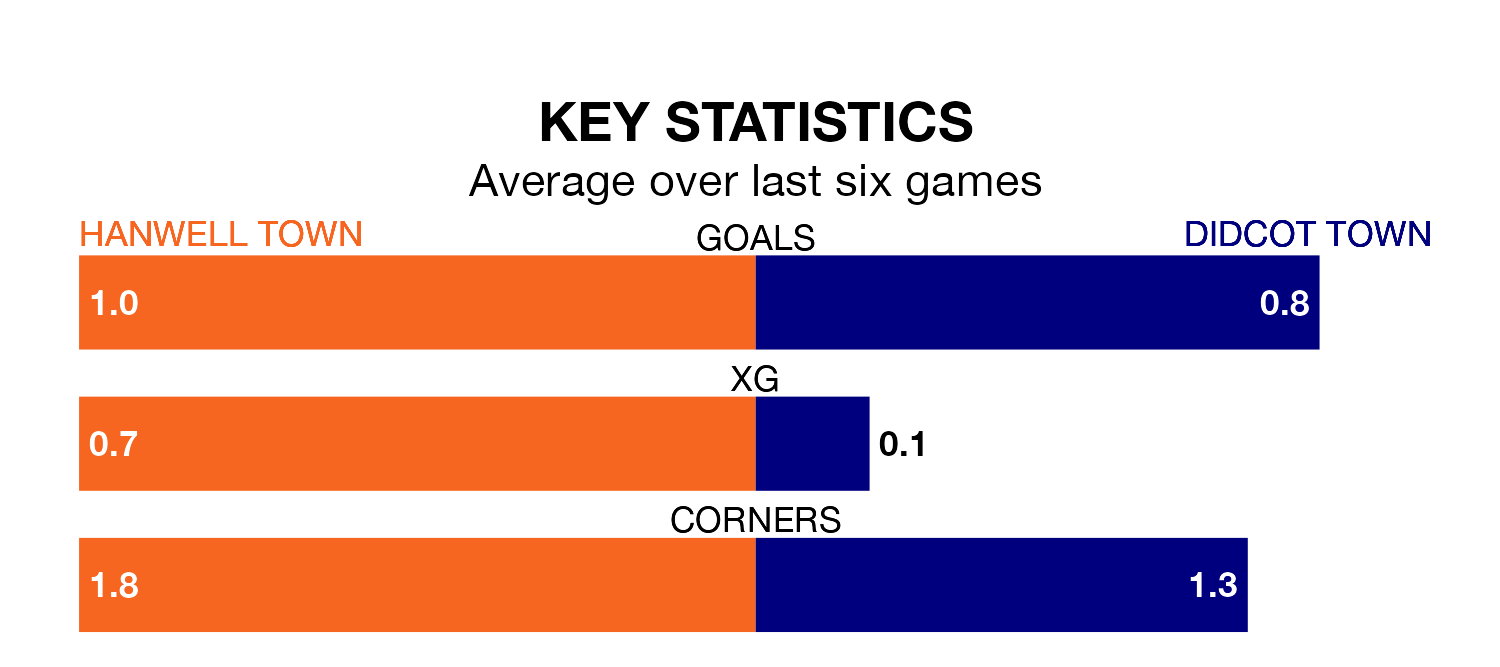 KEY STATISTICS
Average over last six games
HANWELL TOWN
GOALS
DIDCOT TOWN
1.0
0.8
XG
0.7
0.1
CORNERS
1.8
1.3